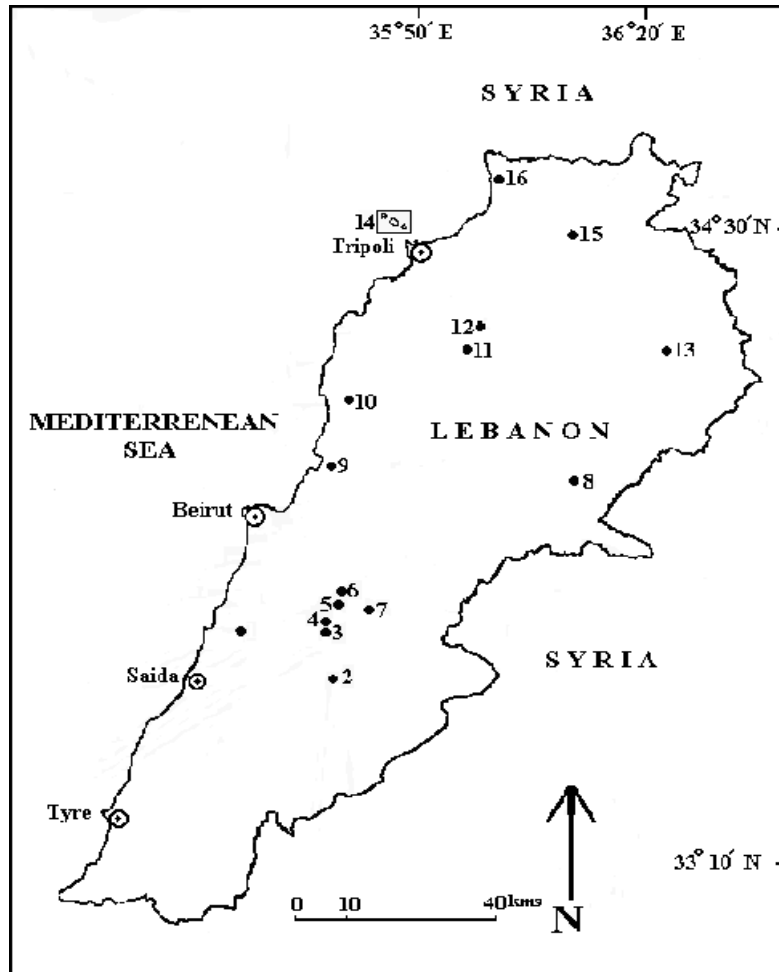 35°50′ E
36°20′ E
SYRIA
16
14
34°30′N
15
Tripoli
12
11
13
10
MEDITERRENEAN
SEA
LEBANON
9
8
Beirut
6
5
7
4
3
SYRIA
Saida
2
Tyre
33°10′ N
0 10 40kms
N